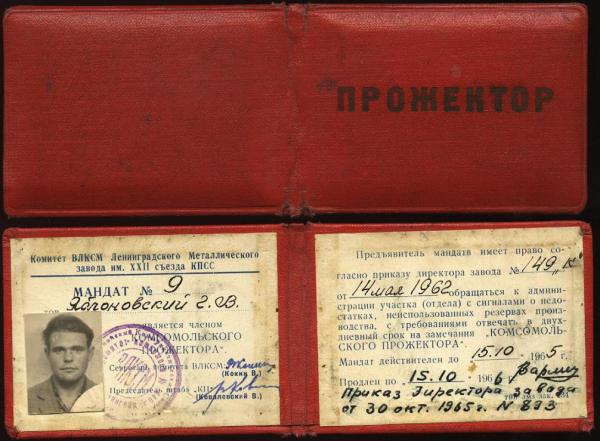 ПРОЖЕКТОР
Комитет ВЛКСМ Ленинградского Металлического
завода им. XXII съезда КПСС
МАНДАТ № 9
тов. Яблоновский Г.В.
является членом
"КОМСОМОЛЬСКОГО
ПРОЖЕКТОРА".
Секретарь комитета ВЛКСМ
(Кокин В.)
Председатель штаба "КП"
(Ковалевский В.)
Предъявитель мандата имеет право со-
гласно приказу директора завода № 149 „К"
от 14 мая 1962 обращаться к админи-
страции участка (отдела) с сигналами о недо-
статках, неиспользованных резервах произ-
водства, с требованиями отвечать в двух-
дневный срок на замечания „КОМСОМОЛЬ-
СКОГО ПРОЖЕКТОРА".
Мандат действителен до 15.10 1965 г.
Продлен по 15.10 1966
Приказ Директора завода
от 30 окт. 1965 г. N 893